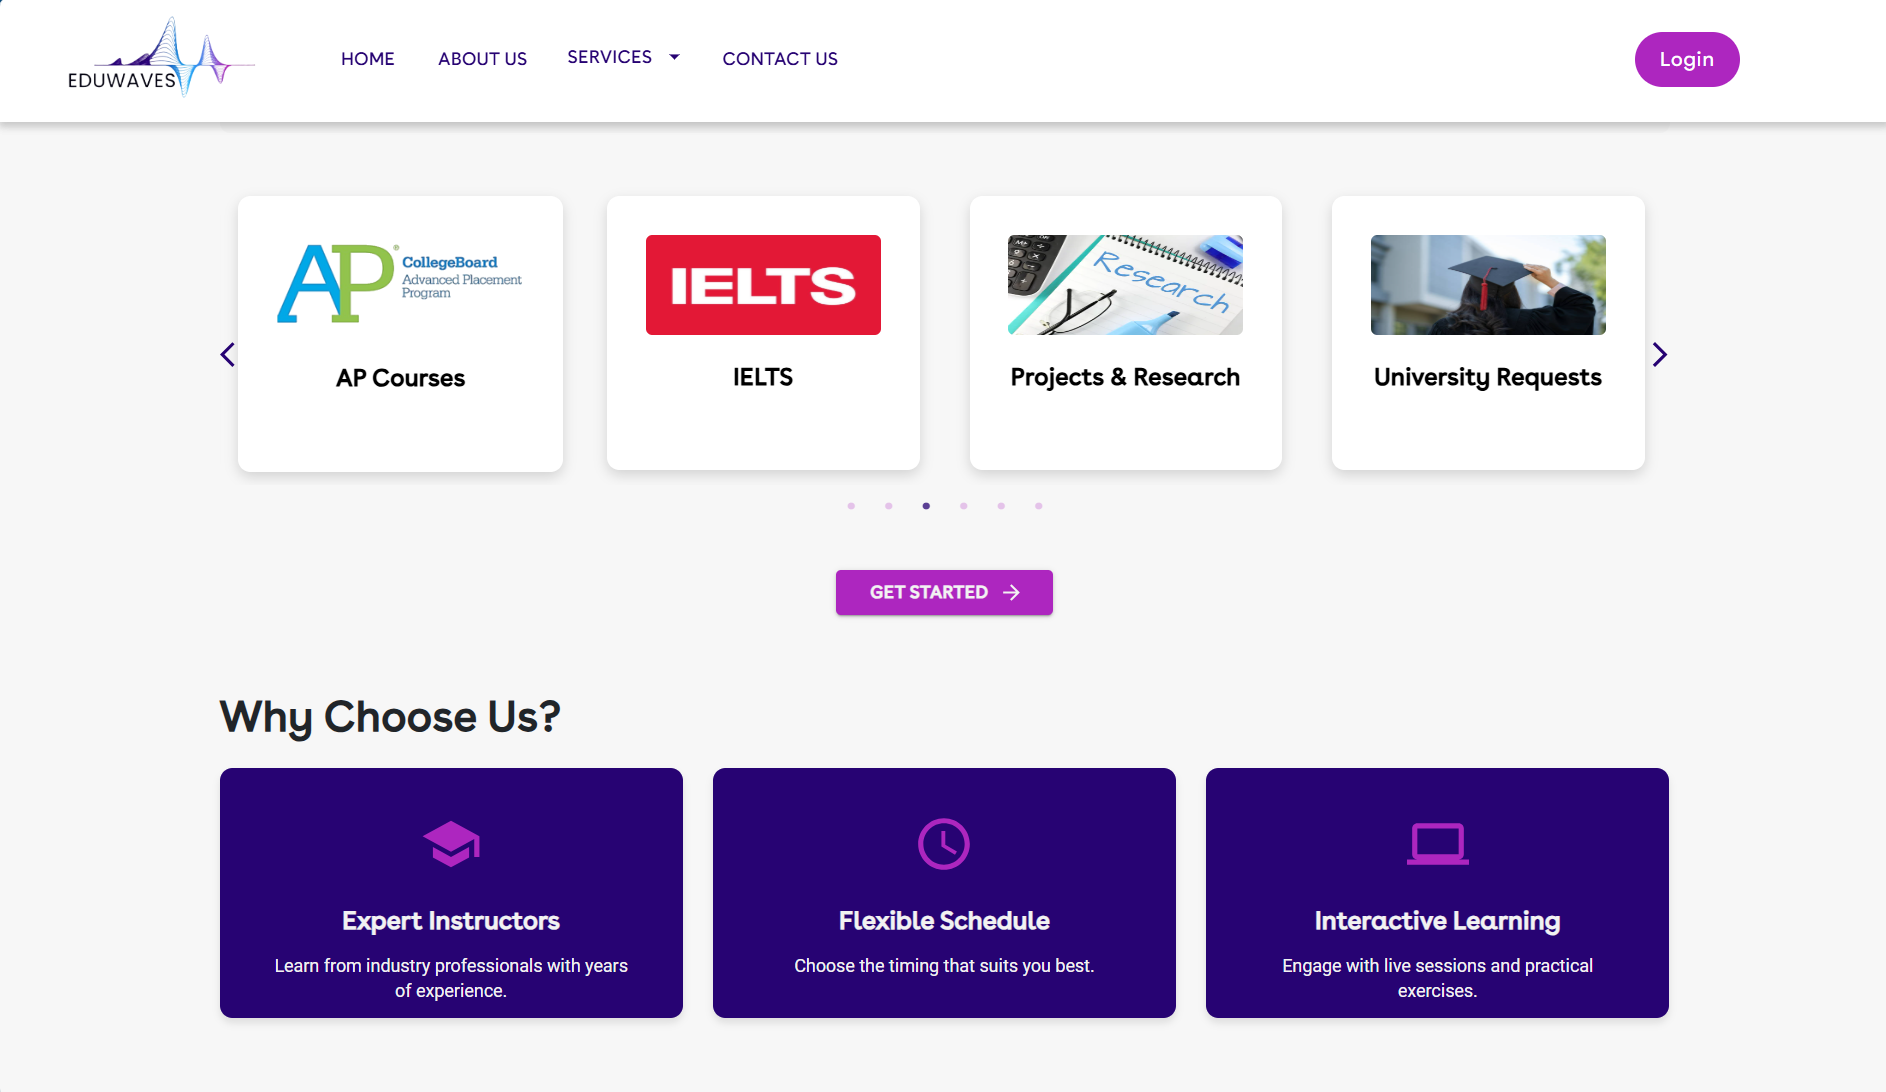 EDUWAVES
HOME
ABOUT US
SERVICES
CONTACT US
Login
AP®
CollegeBoard
Advanced Placement
Program
AP Courses
IELTS
IELTS
Research
Projects & Research
University Requests
GET STARTED
Why Choose Us?
Expert Instructors
Learn from industry professionals with years
of experience.
Flexible Schedule
Choose the timing that suits you best.
Interactive Learning
Engage with live sessions and practical
exercises.